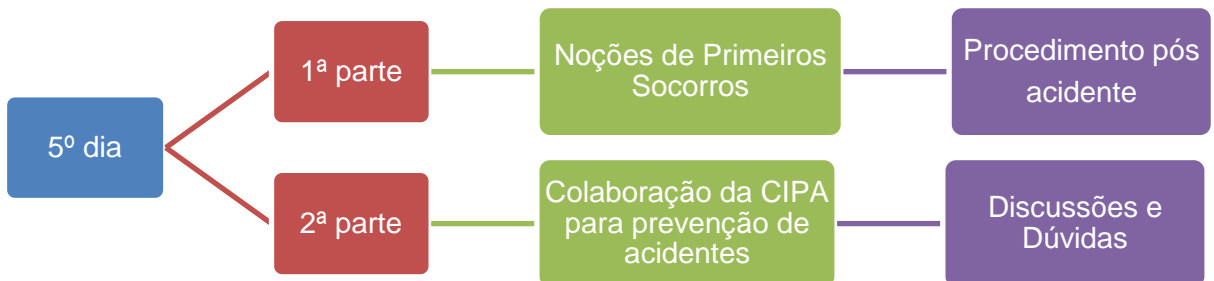 5º dia
1ª parte
Noções de Primeiros
Socorros
Procedimento pós
acidente
2ª parte
Colaboração da CIPA
para prevenção de
acidentes
Discussões e
Dúvidas